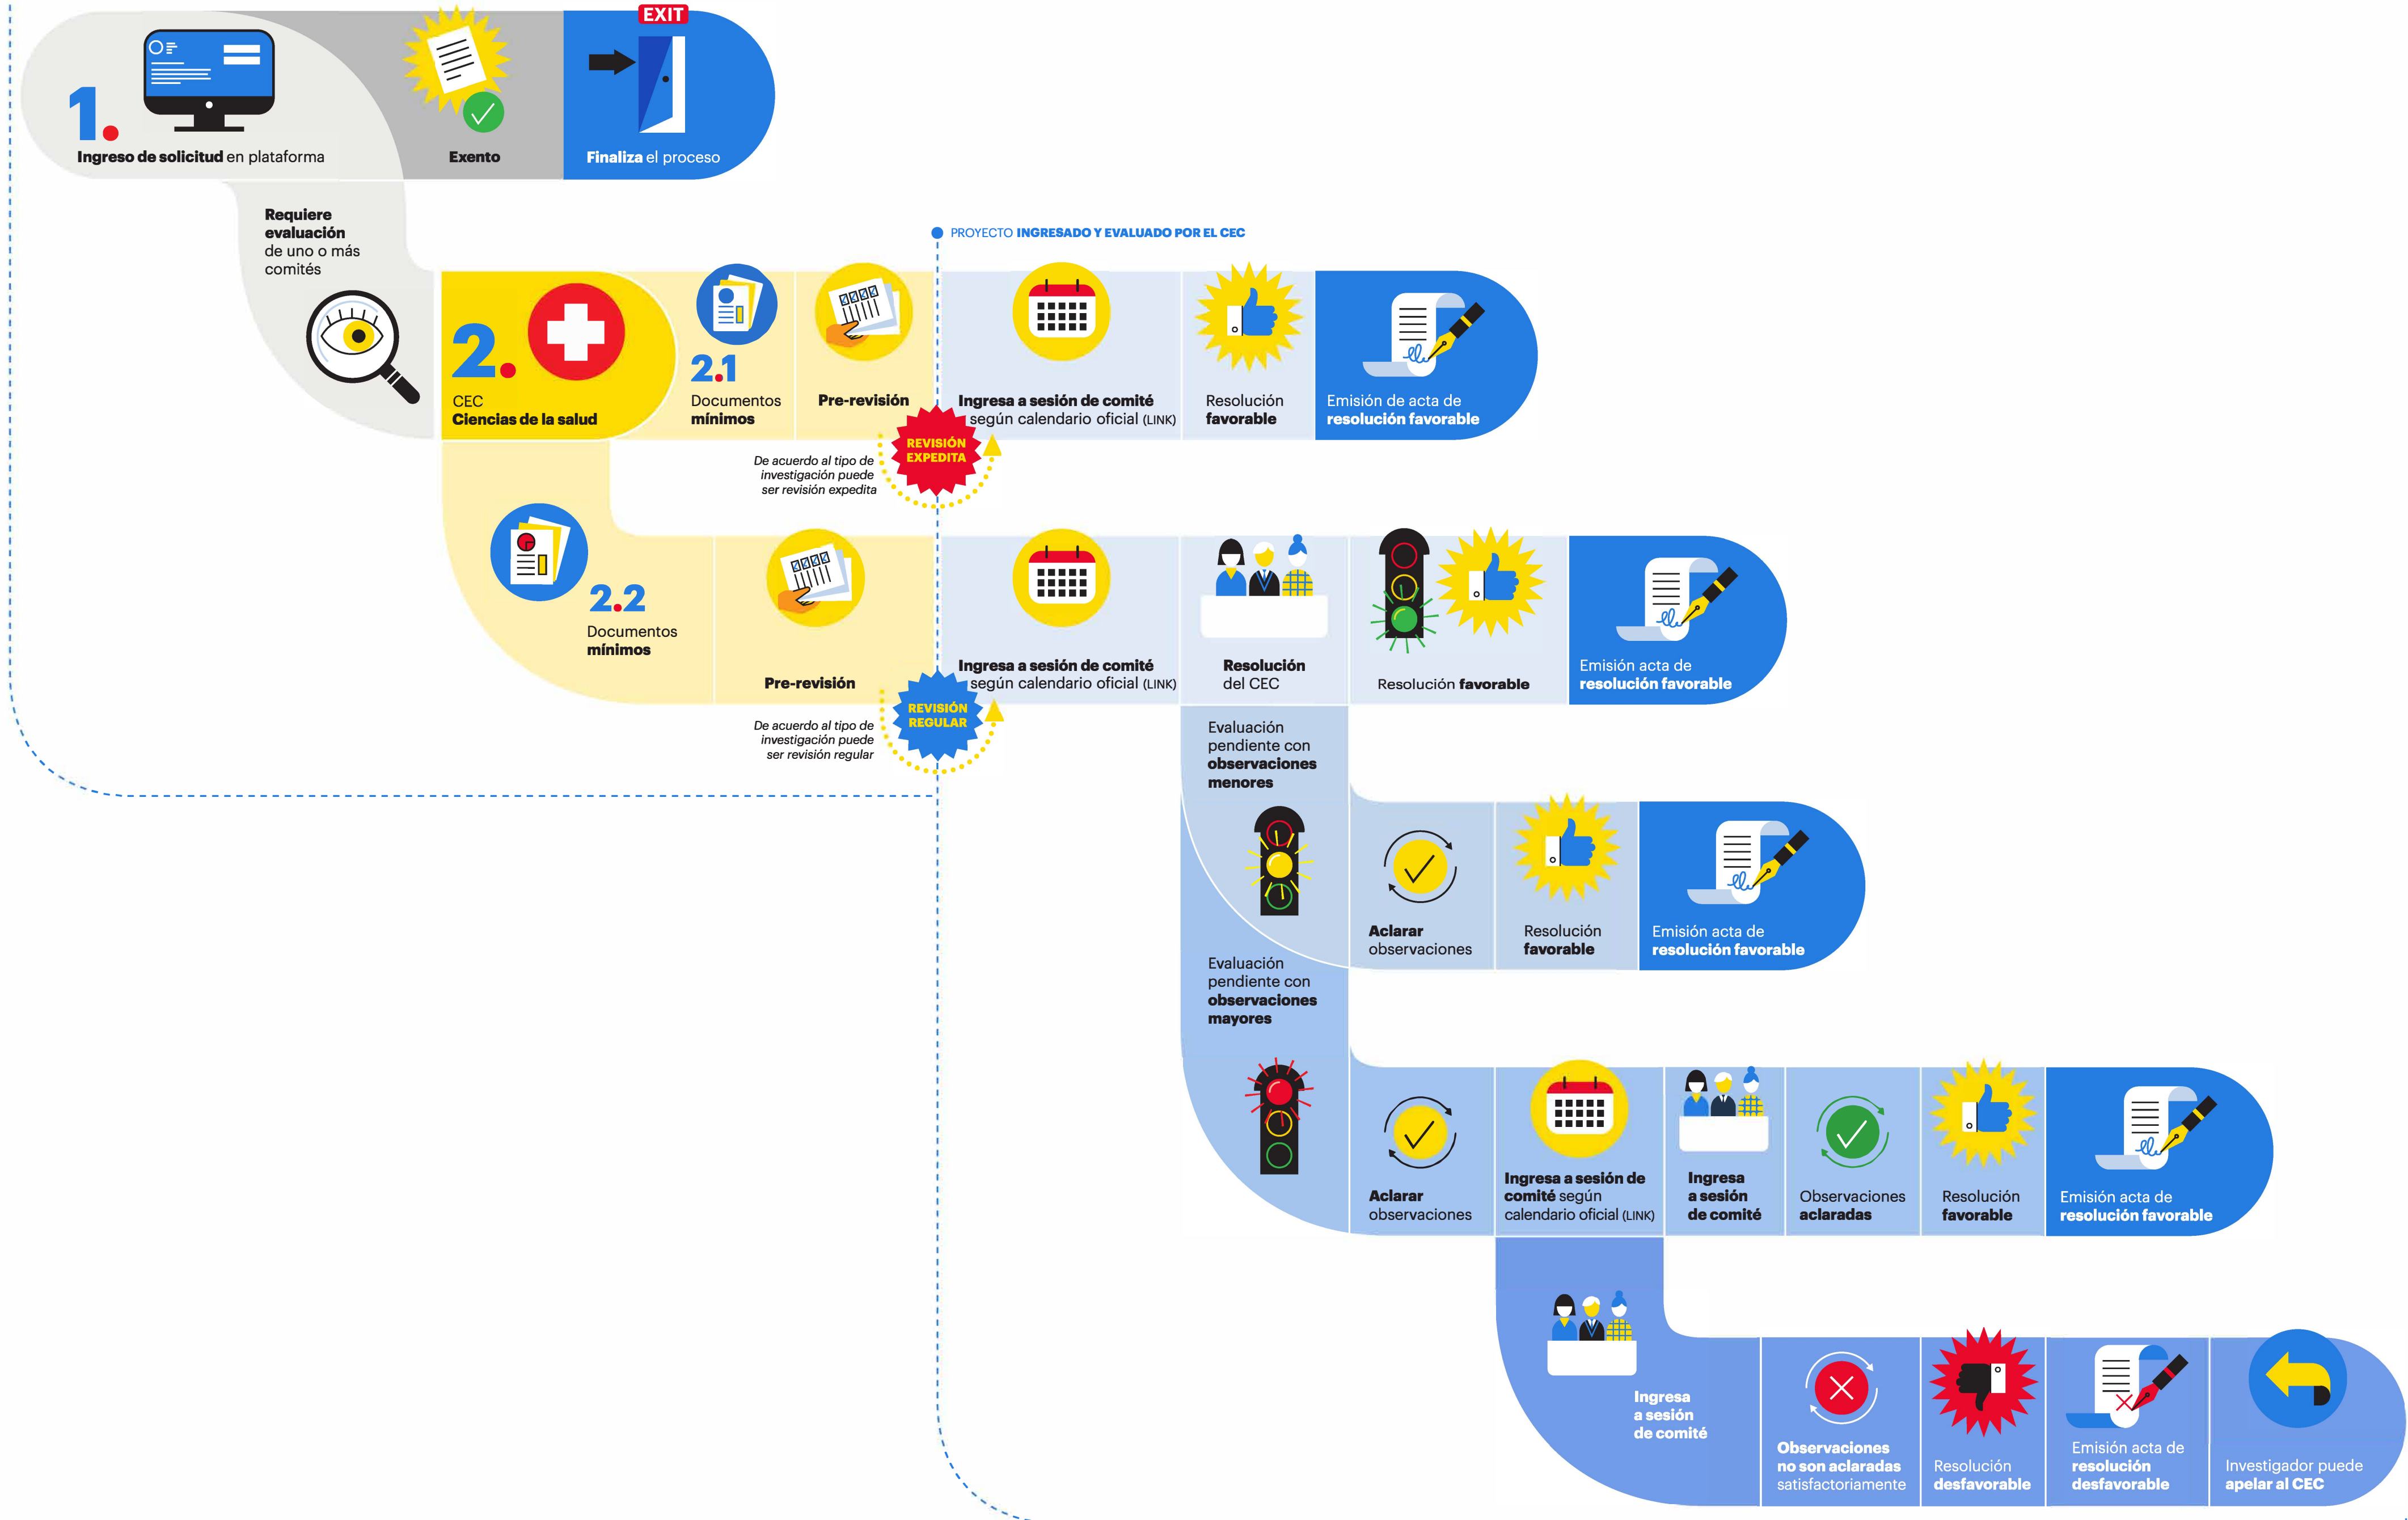 EXIT
1.
Ingreso de solicitud en plataforma
Exento
Finaliza el proceso
Requiere
evaluación
de uno o más
comités
PROYECTO INGRESADO Y EVALUADO POR EL CEC
2.
CEC
Ciencias de la salud
2.1
Documentos
mínimos
Pre-revisión
Ingresa a sesión de comité
según calendario oficial (LINK)
Resolución
favorable
Emisión de acta de
resolución favorable
REVISIÓN
EXPEDITA
De acuerdo al tipo de
investigación puede
ser revisión expedita
2.2
Documentos
mínimos
Pre-revisión
Ingresa a sesión de comité
según calendario oficial (LINK)
Resolución
del CEC
Resolución favorable
Emisión acta de
resolución favorable
REVISIÓN
REGULAR
De acuerdo al tipo de
investigación puede
ser revisión regular
Evaluación
pendiente con
observaciones
menores
Aclarar
observaciones
Resolución
favorable
Emisión acta de
resolución favorable
Evaluación
pendiente con
observaciones
mayores
Aclarar
observaciones
Ingresa a sesión de
comité según
calendario oficial (LINK)
Ingresa
a sesión
de comité
Observaciones
aclaradas
Resolución
favorable
Emisión acta de
resolución favorable
Ingresa
a sesión
de comité
Observaciones
no son aclaradas
satisfactoriamente
Resolución
desfavorable
Emisión acta de
resolución
desfavorable
Investigador puede
apelar al CEC